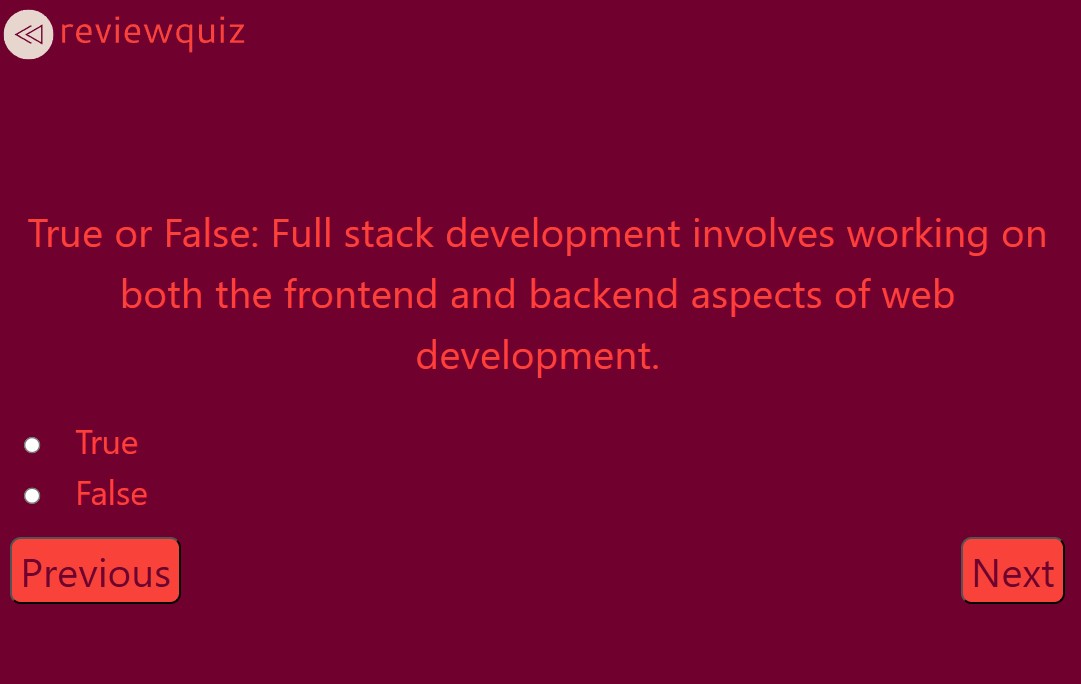 reviewquiz
True or False: Full stack development involves working on
both the frontend and backend aspects of web
development.
True
False
Previous
Next